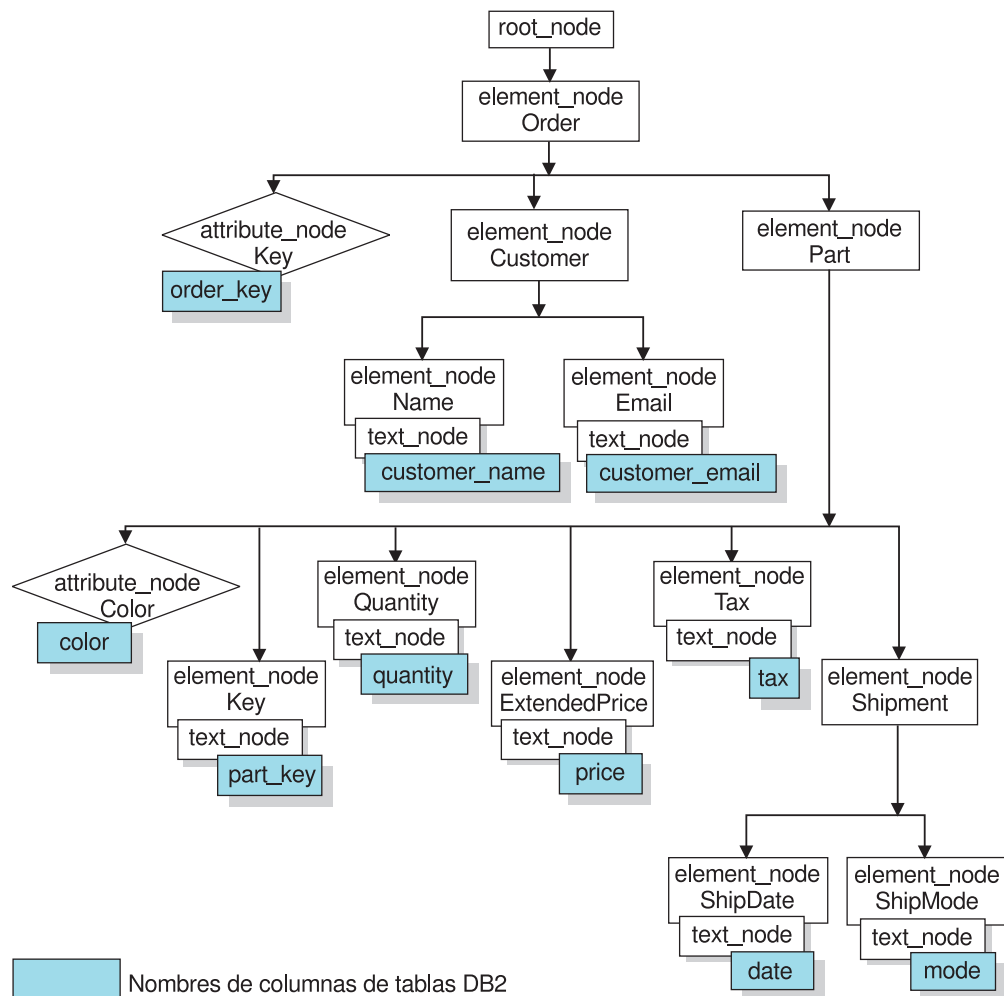 root_node
element_node
Order
attribute_node
Key
order_key
element_node
Customer
element_node
Part
element_node
Name
text_node
customer_name
element_node
Email
text_node
customer_email
attribute_node
Color
color
element_node
Key
text_node
part_key
element_node
Quantity
text_node
quantity
element_node
ExtendedPrice
text_node
price
element_node
Tax
text_node
tax
element_node
Shipment
element_node
ShipDate
text_node
date
element_node
ShipMode
text_node
mode
Nombres de columnas de tablas DB2